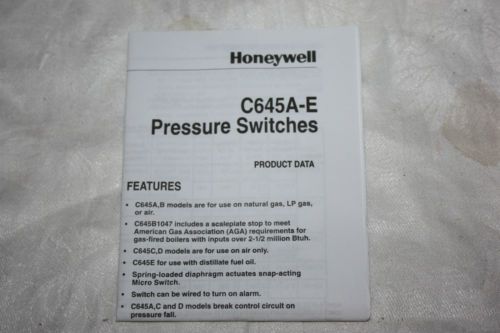 Honeywell
C645A-E
Pressure Switches
PRODUCT DATA
FEATURES
• C645A,B models are for use on natural gas, LP gas,
or air.
• C645B1047 includes a scaleplate stop to meet
American Gas Association (AGA) requirements for
gas-fired boilers with inputs over 2-1/2 million Btuh.
• C645C,D models are for use on air only.
• C645E for use with distillate fuel oil.
• Spring-loaded diaphragm actuates snap-acting
Micro Switch.
• Switch can be wired to turn on alarm.
• C645A,C and D models break control circuit on
pressure fall.